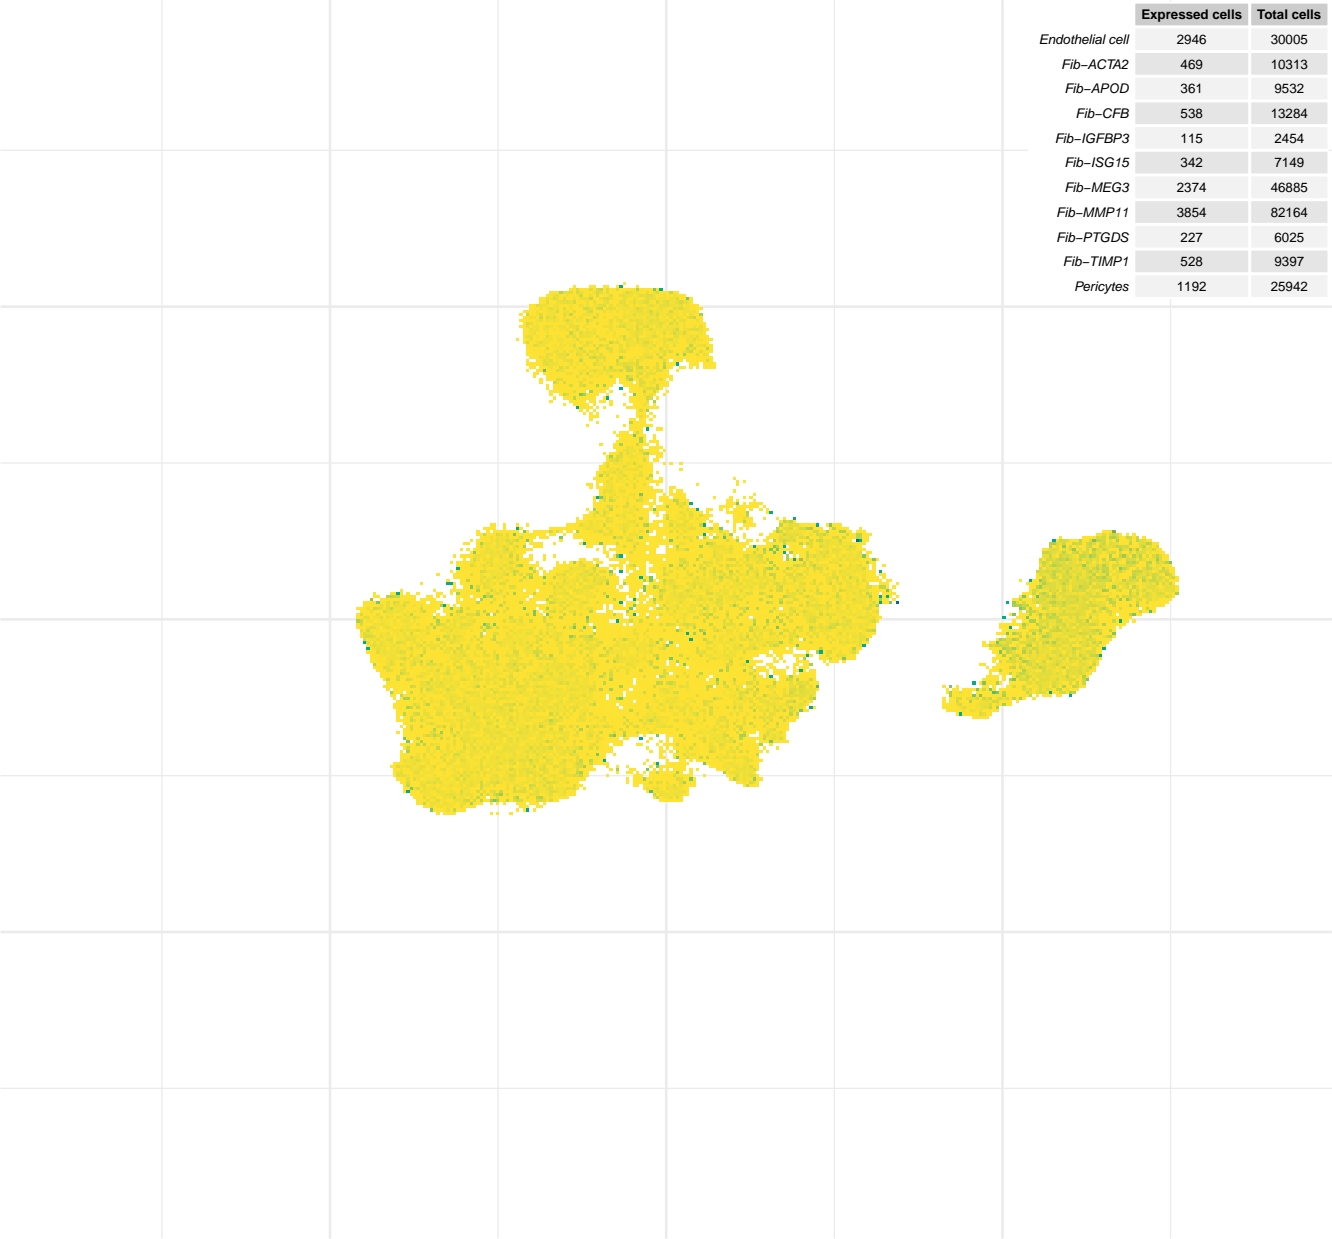 Expressed cells Total cells
Endothelial cell 2946 30005
Fib−ACTA2 469 10313
Fib−APOD 361 9532
Fib−CFB 538 13284
Fib−IGFBP3 115 2454
Fib−ISG15 342 7149
Fib−MEG3 2374 46885
Fib−MMP11 3854 82164
Fib−PTGDS 227 6025
Fib−TIMP1 528 9397
Pericytes 1192 25942